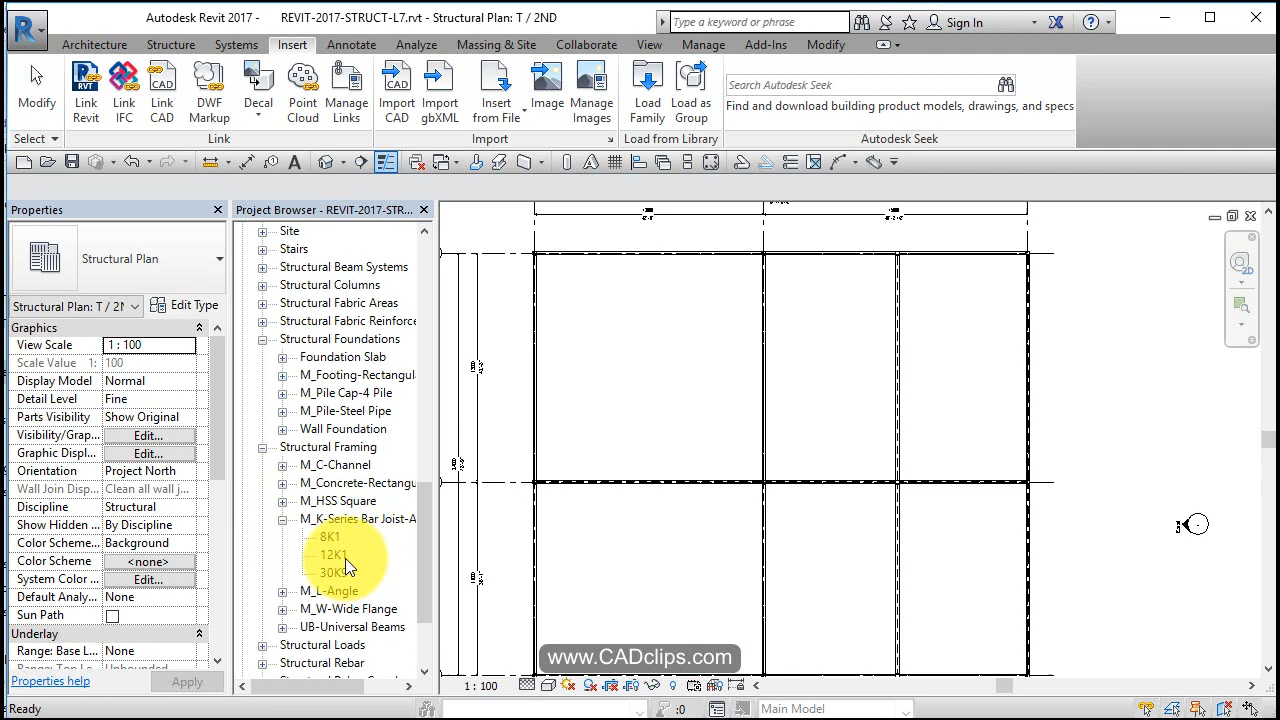 Autodesk Revit 2017 - REVIT-2017-STRUCT-L7.rvt - Structural Plan: T / 2ND
Type a keyword or phrase
Sign In
Architecture Structure Systems Insert Annotate Analyze Massing & Site Collaborate View Manage Add-Ins Modify
Modify
Link Revit
Link IFC
Link CAD
DWF Markup
Decal
Point Cloud
Manage Links
Import CAD
Import gbXML
Insert from File
Image
Manage Images
Load Family
Load as Group
Autodesk Seek
Find and download building product models, drawings, and specs
Select Link Import Load from Library Autodesk Seek
Properties
Structural Plan
Structural Plan: T / 2N
Edit Type
Graphics
View Scale 1 : 100
Scale Value 1: 100
Display Model Normal
Detail Level Fine
Parts Visibility Show Original
Visibility/Grap... Edit...
Graphic Displ... Edit...
Orientation Project North
Wall Join Disp... Clean all wall j...
Discipline Structural
Show Hidden ... By Discipline
Color Scheme... Background
Color Scheme <none>
System Color ... Edit...
Default Analy... None
Sun Path
Underlay
Range: Base L... None
Properties help
Apply
Project Browser - REVIT-2017-STR...
Site
Stairs
Structural Beam Systems
Structural Columns
Structural Fabric Areas
Structural Fabric Reinforce
Structural Foundations
Foundation Slab
M_Footing-Rectangul
M_Pile Cap-4 Pile
M_Pile-Steel Pipe
Wall Foundation
Structural Framing
M_C-Channel
M_Concrete-Rectangu
M_HSS Square
M_K-Series Bar Joist-A
8K1
12K1
M_L-Angle
M_W-Wide Flange
UB-Universal Beams
Structural Loads
Structural Rebar
2D
www.CADclips.com
1 : 100
Ready
:0
Main Model